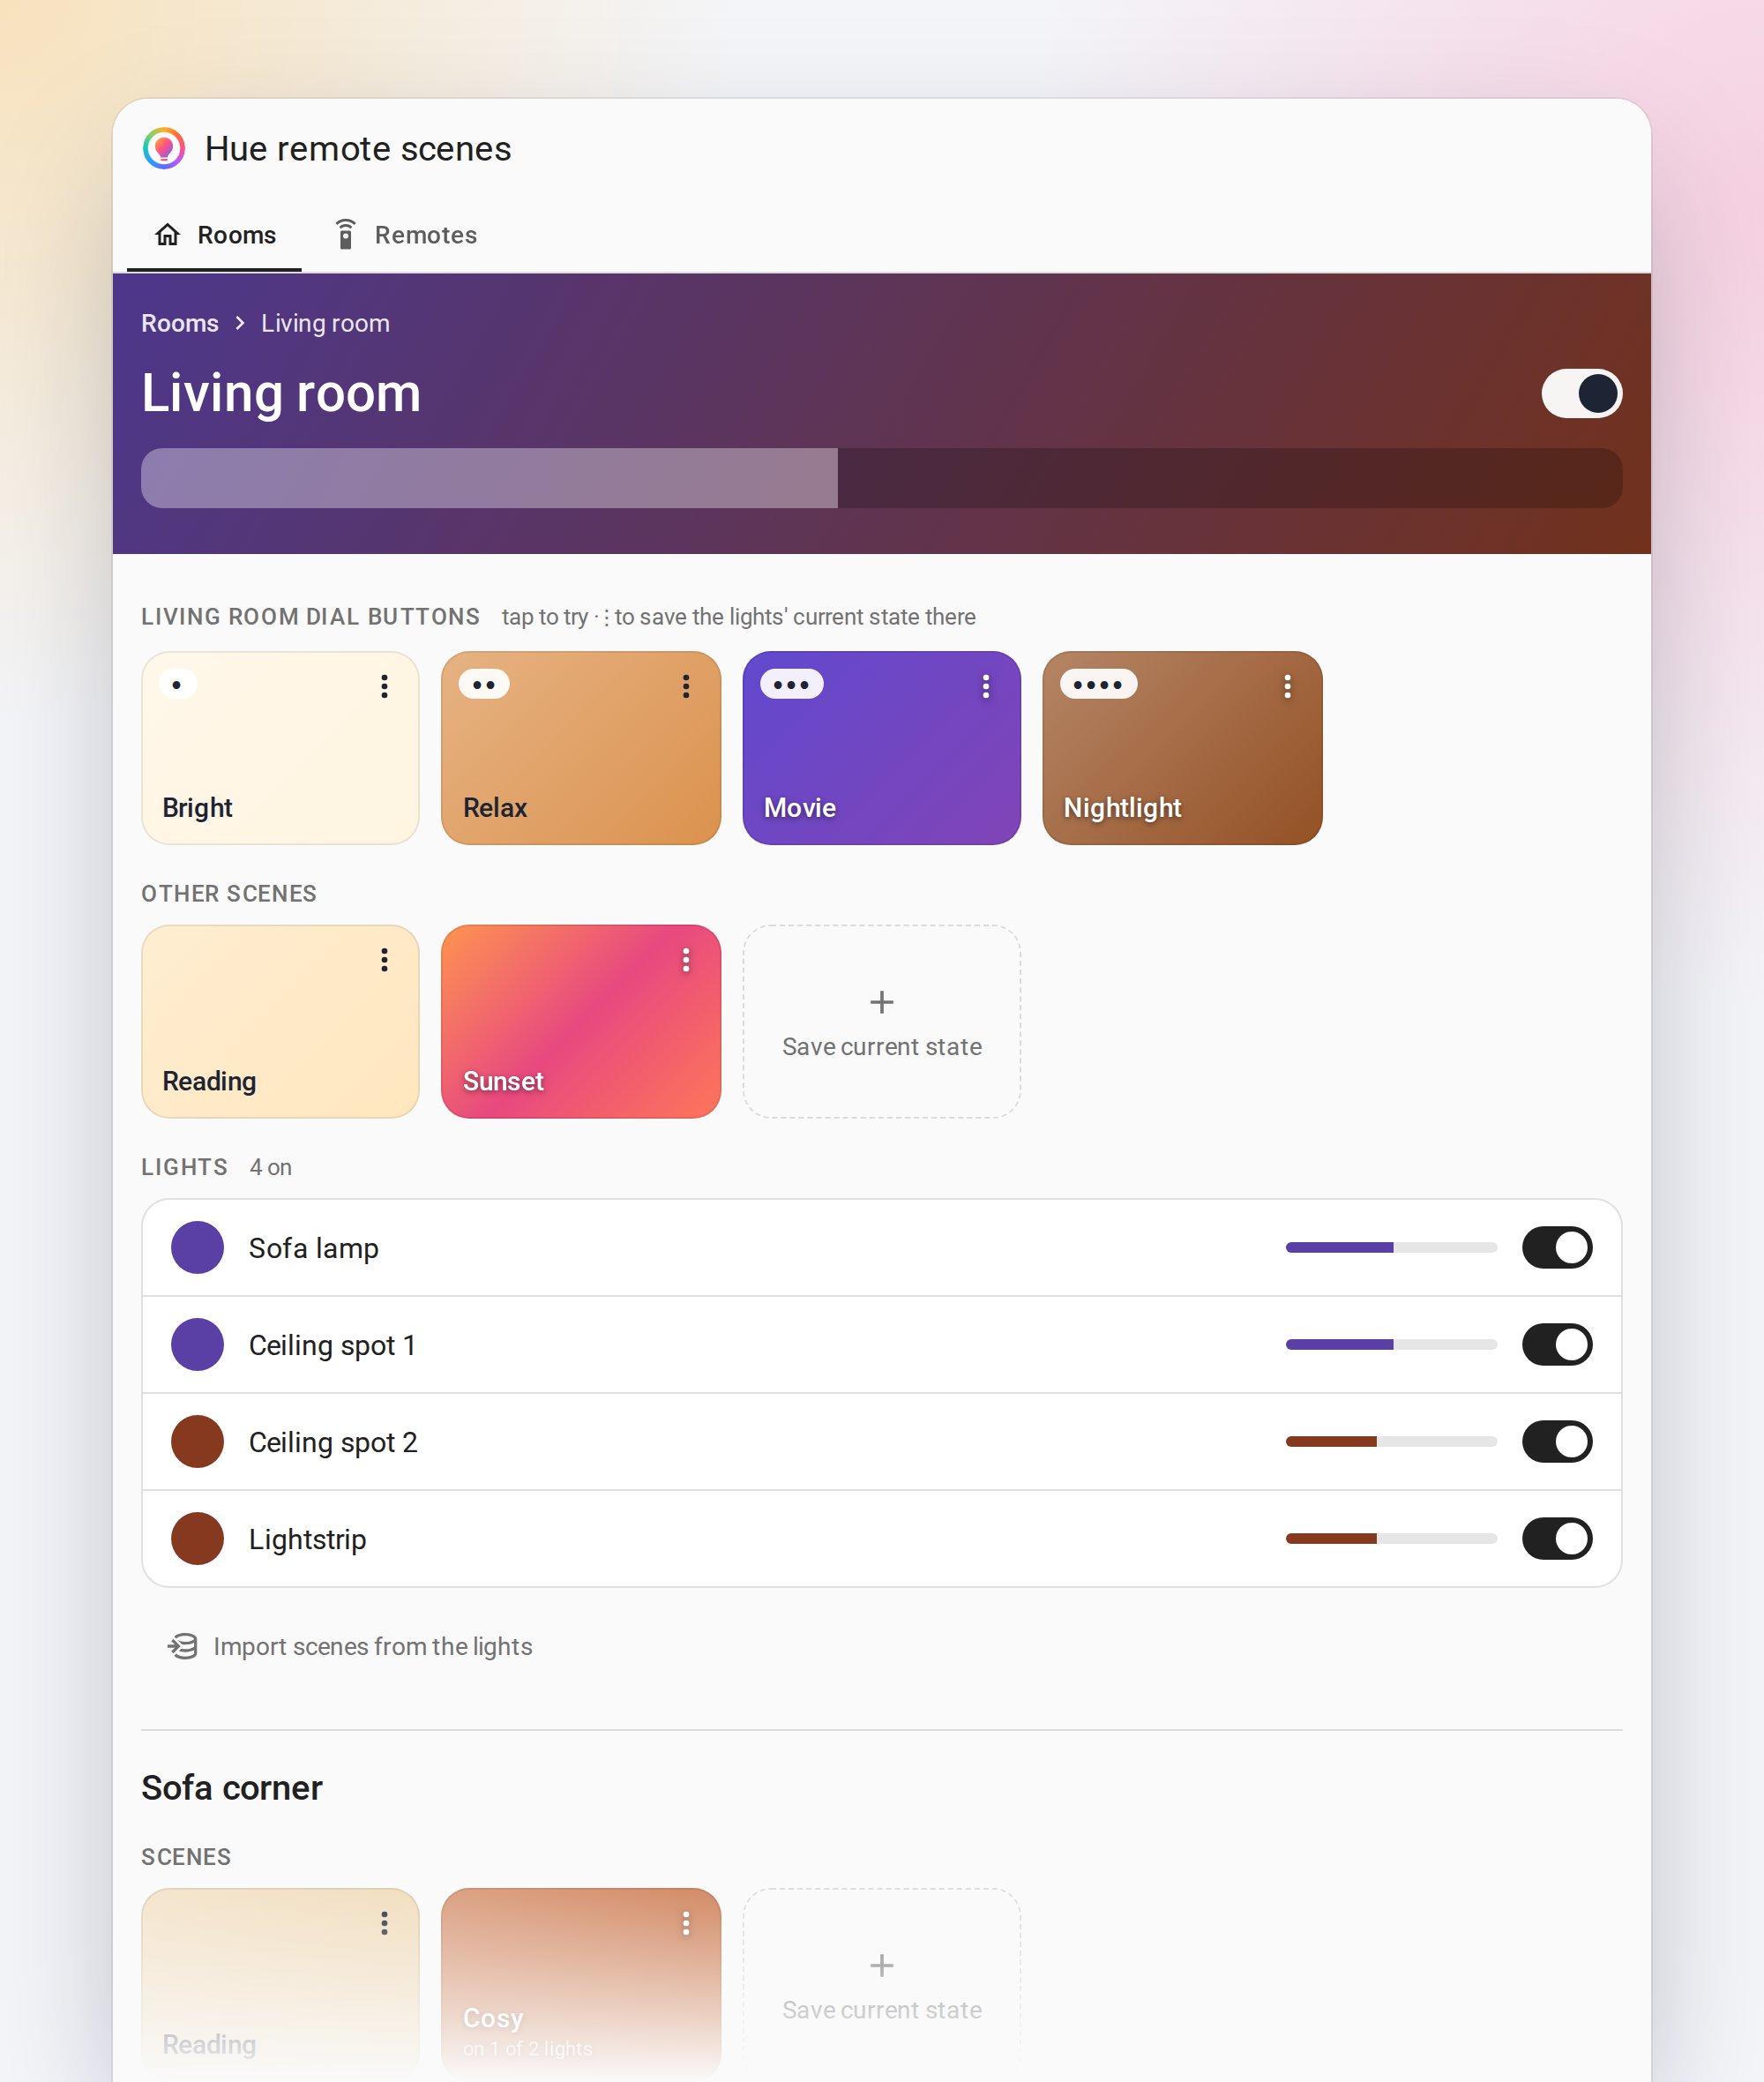 Hue remote scenes
Rooms Remotes
Rooms > Living room
Living room
LIVING ROOM DIAL BUTTONS tap to try · ⋮ to save the lights' current state there
Bright Relax Movie Nightlight
OTHER SCENES
Reading Sunset + Save current state
LIGHTS 4 on
Sofa lamp
Ceiling spot 1
Ceiling spot 2
Lightstrip
Import scenes from the lights
Sofa corner
SCENES
Reading Cosy + Save current state
on 1 of 2 lights